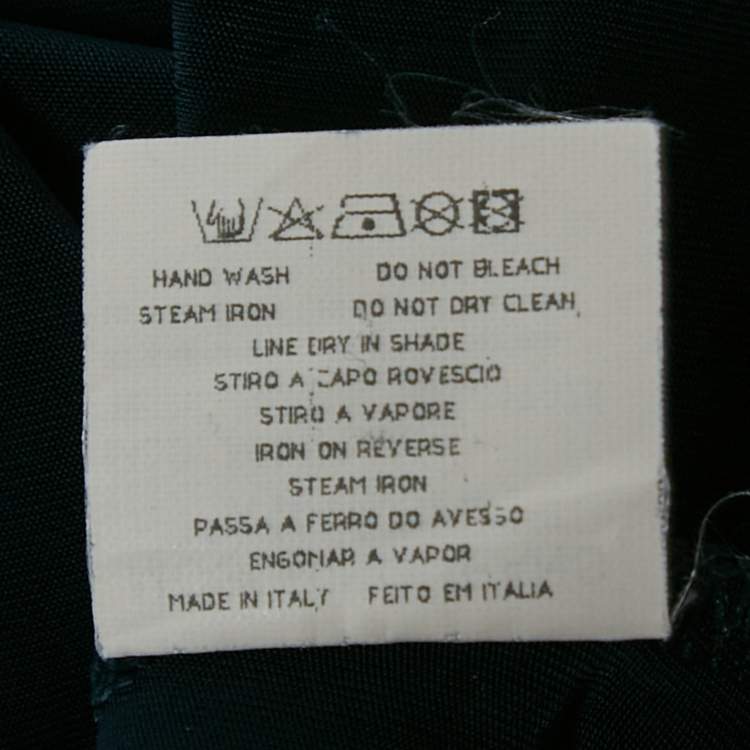 HAND WASH DO NOT BLEACH
STEAM IRON DO NOT DRY CLEAN
LINE DRY IN SHADE
STIRO A CAPO ROVESCIO
STIRO A VAPORE
IRON ON REVERSE
STEAM IRON
PASSA A FERRO DO AVESSO
ENGOMAR A VAPOR
MADE IN ITALY FEITO EM ITALIA